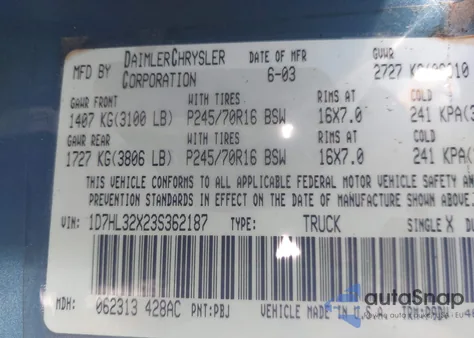 MFD BY DAIMLERCHRYSLER CORPORATION DATE OF MFR 6-03 GVWR 2727 KG
GAWR FRONT WITH TIRES RIMS AT COLD
1407 KG(3100 LB) P245/70R16 BSW 16X7.0 241 KPA(
GAWR REAR WITH TIRES RIMS AT COLD
1727 KG(3806 LB) P245/70R16 BSW 16X7.0 241 KPA(
THIS VEHICLE CONFORMS TO ALL APPLICABLE FEDERAL MOTOR VEHICLE SAFETY AN
PREVENTION STANDARDS IN EFFECT ON THE DATE OF MANUFACTURE SHOWN ABOVE.
VIN: 1D7HL32X23S362187 TYPE: TRUCK SINGLE X DU
MDH: 062313 428AC PNT:PBJ VEHICLE MADE IN U.S.A.
autoSnap